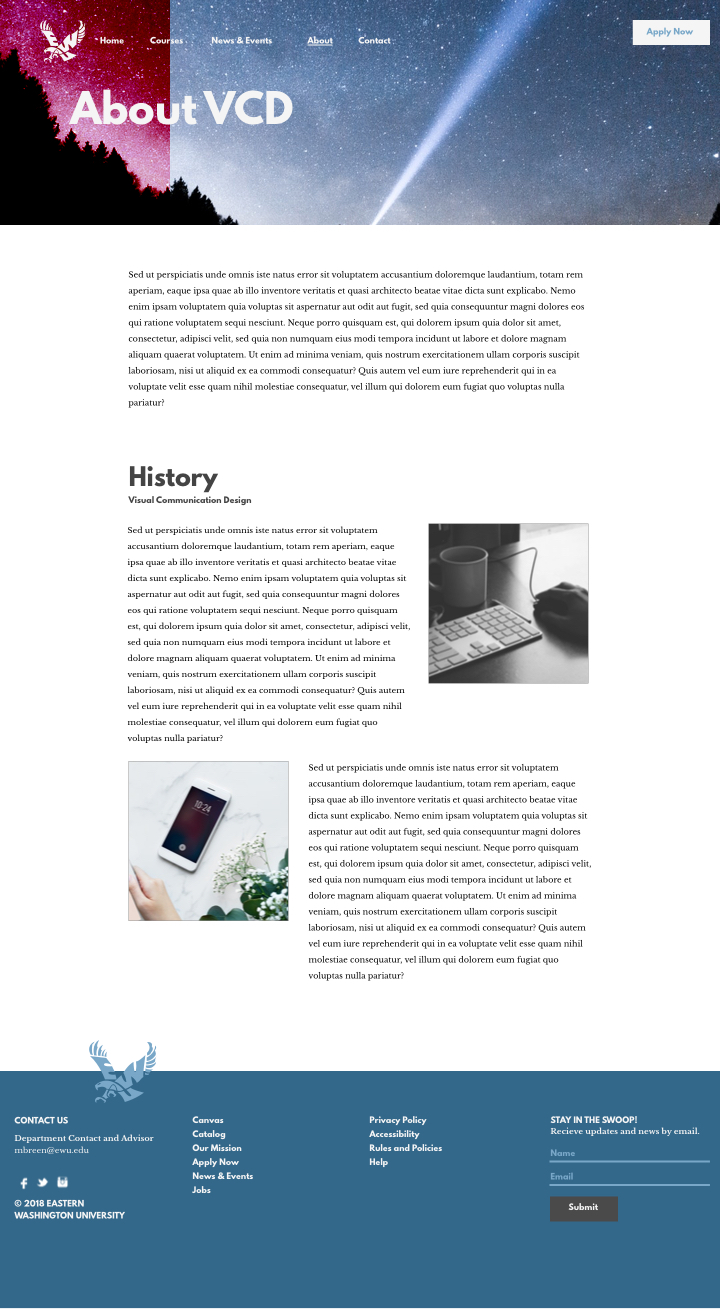 Home Courses News & Events About Contact Apply Now
About VCD
Sed ut perspiciatis unde omnis iste natus error sit voluptatem accusantium doloremque laudantium, totam rem
aperiam, eaque ipsa quae ab illo inventore veritatis et quasi architecto beatae vitae dicta sunt explicabo. Nemo
enim ipsam voluptatem quia voluptas sit aspernatur aut odit aut fugit, sed quia consequuntur magni dolores eos
qui ratione voluptatem sequi nesciunt. Neque porro quisquam est, qui dolorem ipsum quia dolor sit amet,
consectetur, adipisci velit, sed quia non numquam eius modi tempora incidunt ut labore et dolore magnam
aliquam quaerat voluptatem. Ut enim ad minima veniam, quis nostrum exercitationem ullam corporis suscipit
laboriosam, nisi ut aliquid ex ea commodi consequatur? Quis autem vel eum iure reprehenderit qui in ea
voluptate velit esse quam nihil molestiae consequatur, vel illum qui dolorem eum fugiat quo voluptas nulla
pariatur?
History
Visual Communication Design
Sed ut perspiciatis unde omnis iste natus error sit voluptatem
accusantium doloremque laudantium, totam rem aperiam, eaque
ipsa quae ab illo inventore veritatis et quasi architecto beatae vitae
dicta sunt explicabo. Nemo enim ipsam voluptatem quia voluptas sit
aspernatur aut odit aut fugit, sed quia consequuntur magni dolores
eos qui ratione voluptatem sequi nesciunt. Neque porro quisquam
est, qui dolorem ipsum quia dolor sit amet, consectetur, adipisci velit,
sed quia non numquam eius modi tempora incidunt ut labore et
dolore magnam aliquam quaerat voluptatem. Ut enim ad minima
veniam, quis nostrum exercitationem ullam corporis suscipit
laboriosam, nisi ut aliquid ex ea commodi consequatur? Quis autem
vel eum iure reprehenderit qui in ea voluptate velit esse quam nihil
molestiae consequatur, vel illum qui dolorem eum fugiat quo
voluptas nulla pariatur?
10:24
Sed ut perspiciatis unde omnis iste natus error sit voluptatem
accusantium doloremque laudantium, totam rem aperiam, eaque
ipsa quae ab illo inventore veritatis et quasi architecto beatae vitae
dicta sunt explicabo. Nemo enim ipsam voluptatem quia voluptas sit
aspernatur aut odit aut fugit, sed quia consequuntur magni dolores
eos qui ratione voluptatem sequi nesciunt. Neque porro quisquam
est, qui dolorem ipsum quia dolor sit amet, consectetur, adipisci velit,
sed quia non numquam eius modi tempora incidunt ut labore et
dolore magnam aliquam quaerat voluptatem. Ut enim ad minima
veniam, quis nostrum exercitationem ullam corporis suscipit
laboriosam, nisi ut aliquid ex ea commodi consequatur? Quis autem
vel eum iure reprehenderit qui in ea voluptate velit esse quam nihil
molestiae consequatur, vel illum qui dolorem eum fugiat quo
voluptas nulla pariatur?
CONTACT US
Department Contact and Advisor
mbreen@ewu.edu
© 2018 EASTERN
WASHINGTON UNIVERSITY
Canvas
Catalog
Our Mission
Apply Now
News & Events
Jobs
Privacy Policy
Accessibility
Rules and Policies
Help
STAY IN THE SWOOP!
Recieve updates and news by email.
Name
Email
Submit